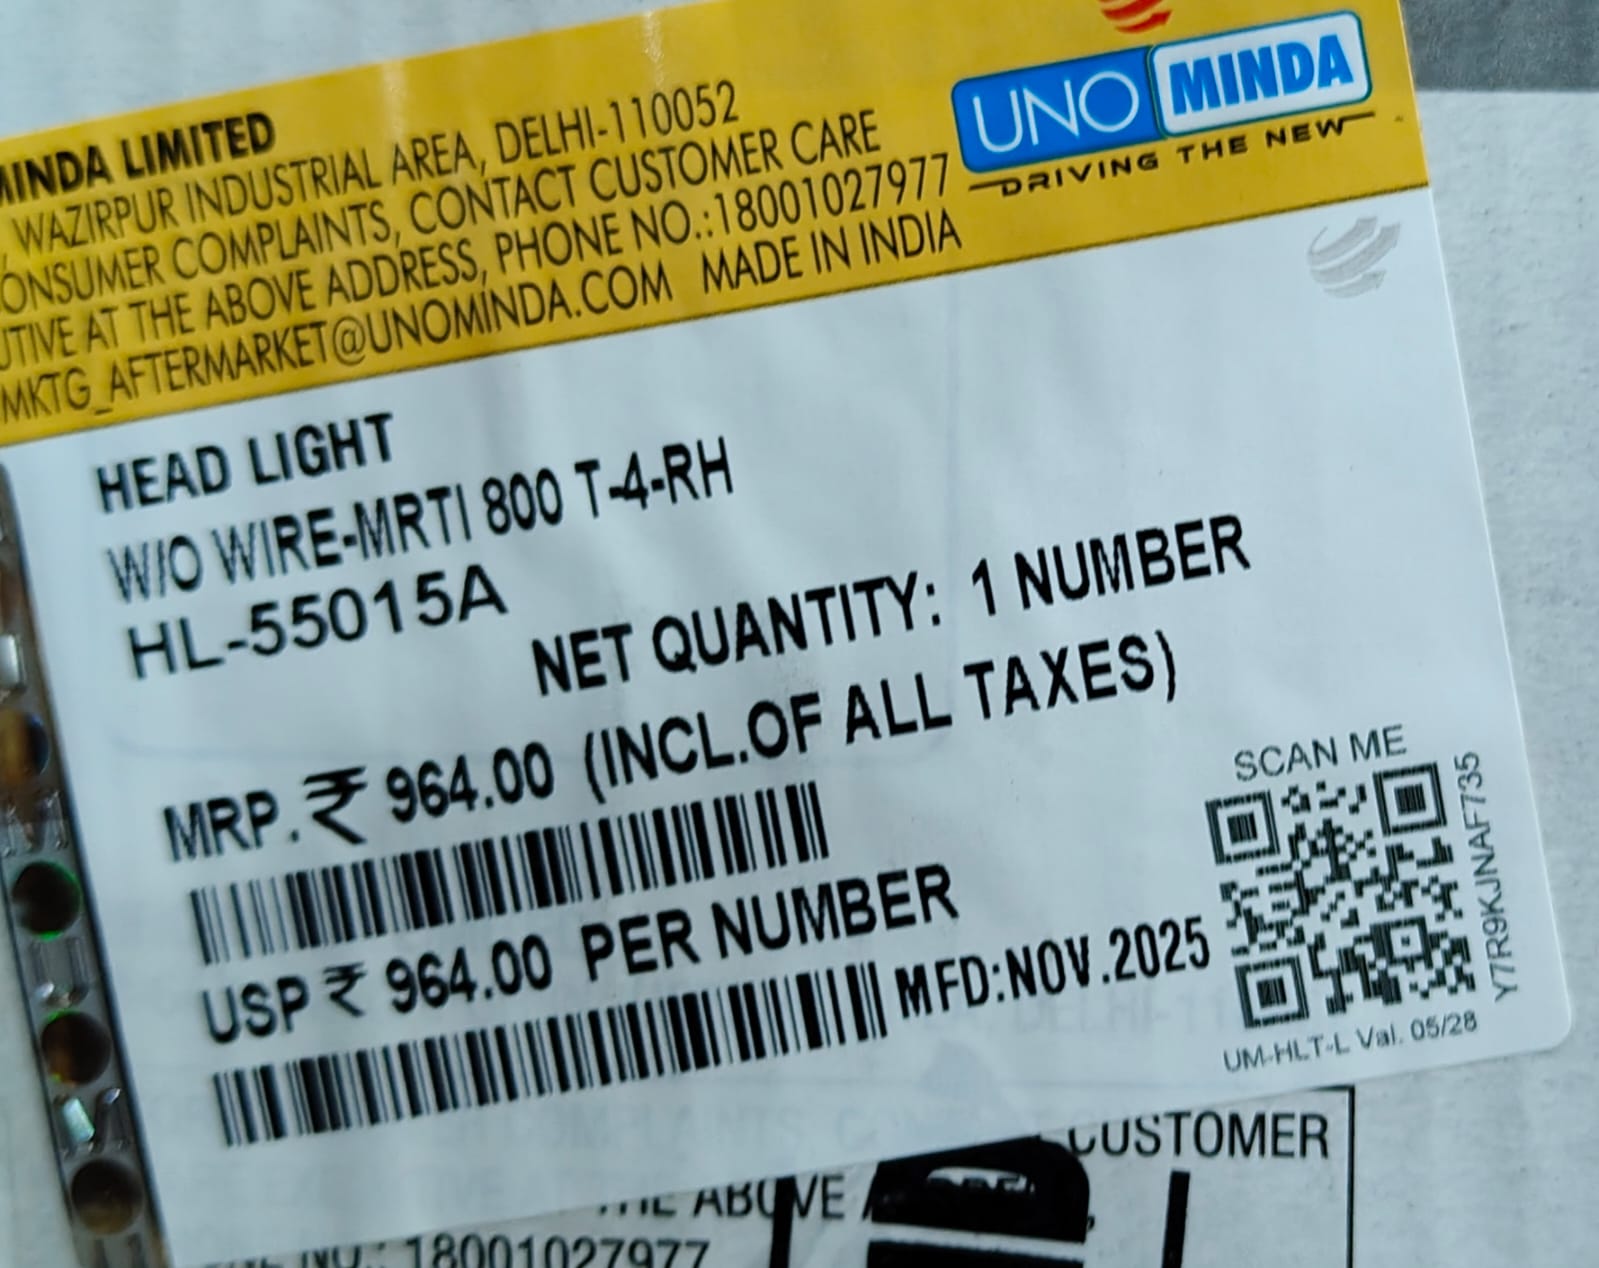 MINDA LIMITED
WAZIRPUR INDUSTRIAL AREA, DELHI-110052
CONSUMER COMPLAINTS, CONTACT CUSTOMER CARE
AT THE ABOVE ADDRESS, PHONE NO.:18001027977
MKTG_AFTERMARKET@UNOMINDA.COM MADE IN INDIA
UNO MINDA
DRIVING THE NEW
HEAD LIGHT
W/O WIRE-MRTI 800 T-4-RH
HL-55015A
NET QUANTITY: 1 NUMBER
MRP.₹ 964.00 (INCL.OF ALL TAXES)
USP ₹ 964.00 PER NUMBER
MFD:NOV.2025
SCAN ME
Y7R9KJNAF735
UM-HLT-L Val. 05/28
CUSTOMER
ABOVE
NO.: 18001027977